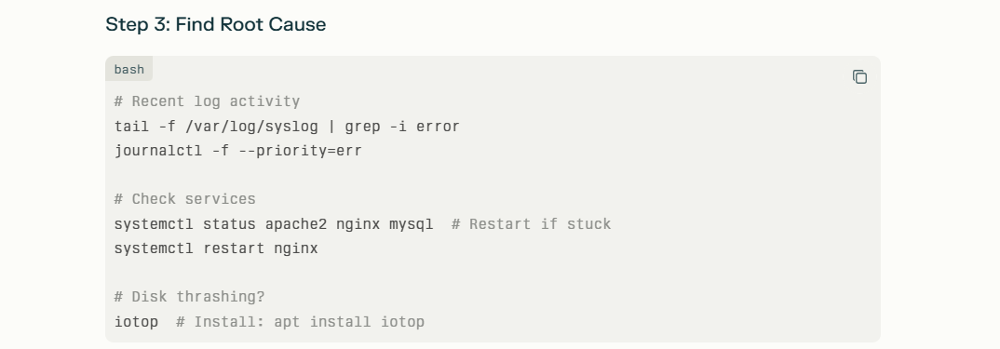 Step 3: Find Root Cause
bash
# Recent log activity
tail -f /var/log/syslog | grep -i error
journalctl -f --priority=err
# Check services
systemctl status apache2 nginx mysql  # Restart if stuck
systemctl restart nginx
# Disk thrashing?
iotop  # Install: apt install iotop